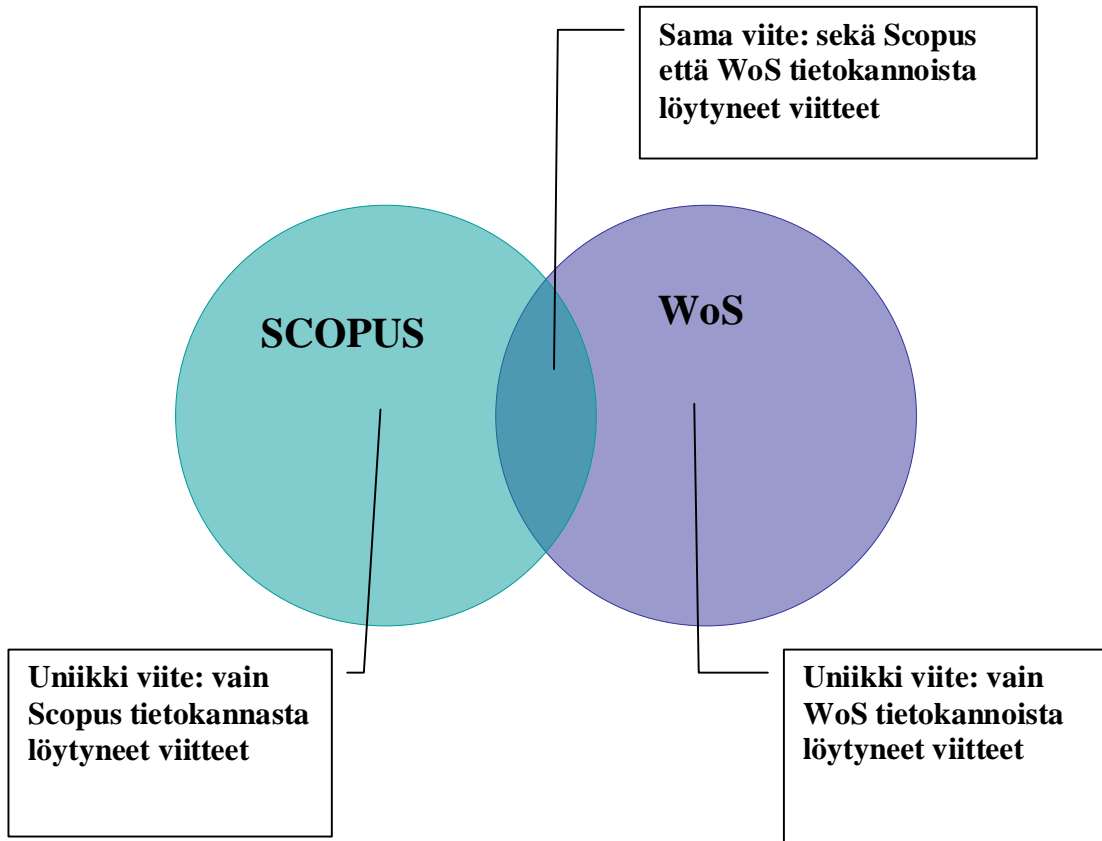 Sama viite: sekä Scopus
että WoS tietokannoista
löytyneet viitteet
SCOPUS
WoS
Uniikki viite: vain
Scopus tietokannasta
löytyneet viitteet
Uniikki viite: vain
WoS tietokannoista
löytyneet viitteet